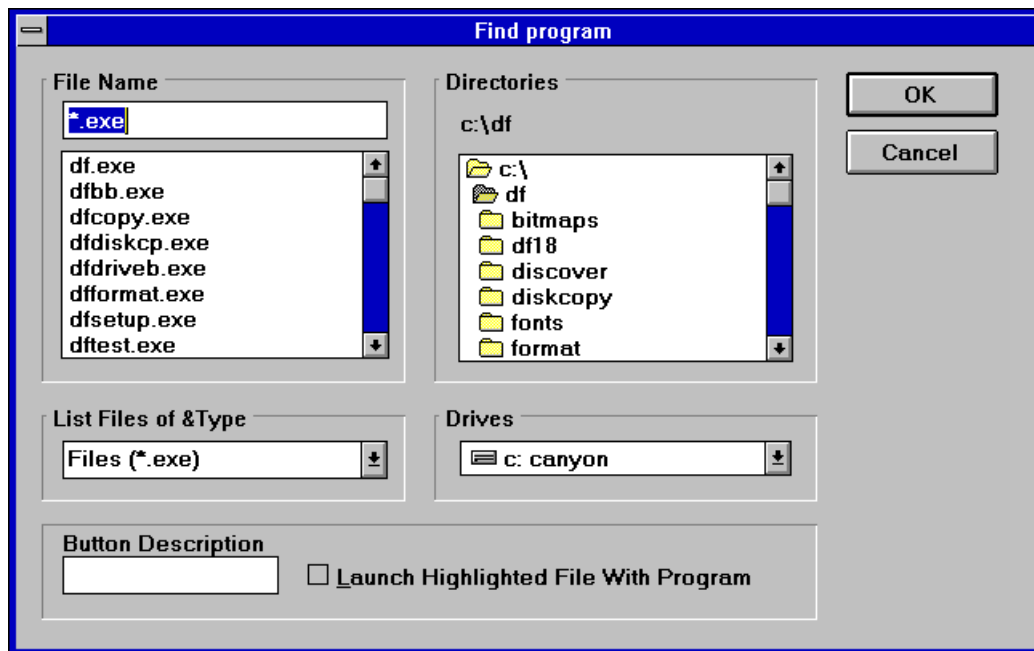 Find program
File Name
*.exe
df.exe
dfbb.exe
dfcopy.exe
dfdiskcp.exe
dfdriveb.exe
dfformat.exe
dfsetup.exe
dftest.exe
Directories
c:\df
c:\
df
bitmaps
df18
discover
diskcopy
fonts
format
OK
Cancel
List Files of &Type
Files (*.exe)
Drives
c: canyon
Button Description
Launch Highlighted File With Program